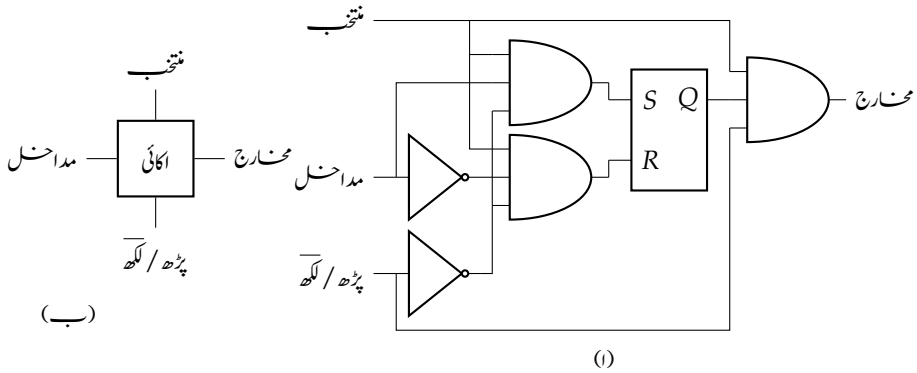 منتخب
مداخل
پڑھ / لکھ
S Q
R
مخارج
(ا)
منتخب
مداخل
اکائی
مخارج
پڑھ / لکھ
(ب)